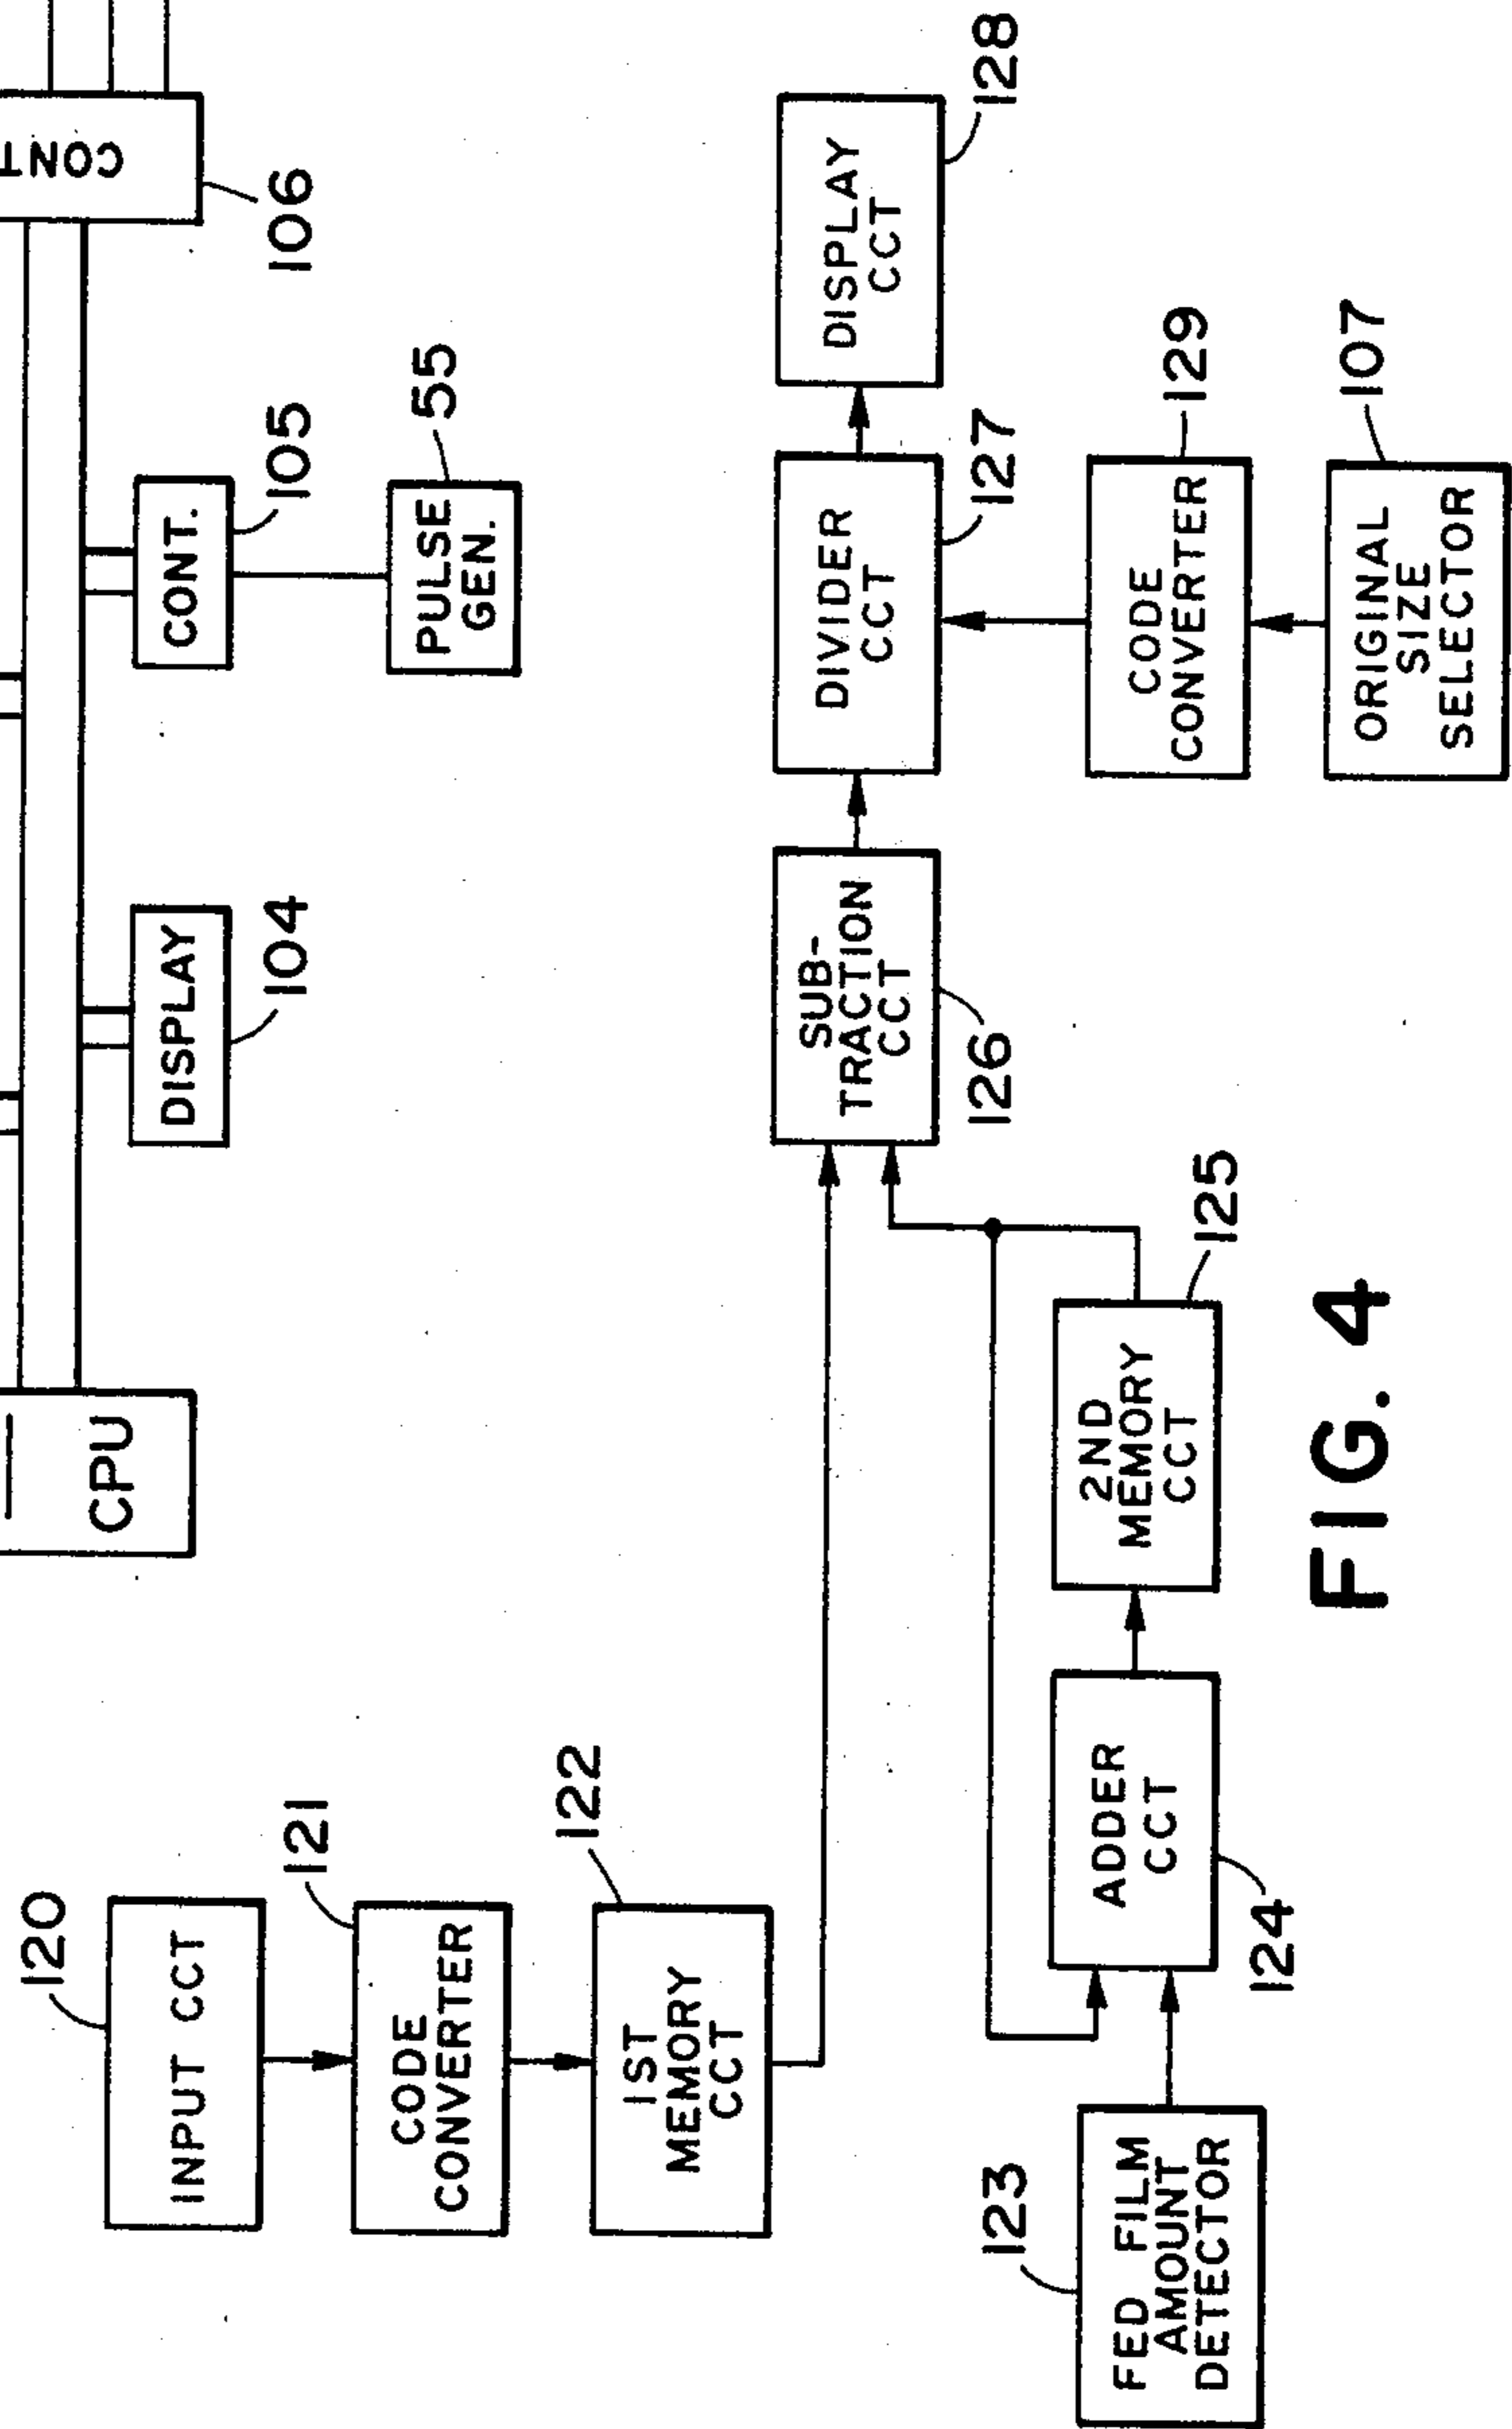 CPU
DISPLAY
104
CONT.
105
PULSE
GEN.
55
106
120
INPUT CCT
121
CODE
CONVERTER
122
1ST
MEMORY
CCT
123
FED FILM
AMOUNT
DETECTOR
ADDER
CCT
124
2ND
MEMORY
CCT
125
SUB-
TRACTION
CCT
126
DIVIDER
CCT
127
DISPLAY
CCT
128
CODE
CONVERTER
129
ORIGINAL
SIZE
SELECTOR
107
FIG. 4